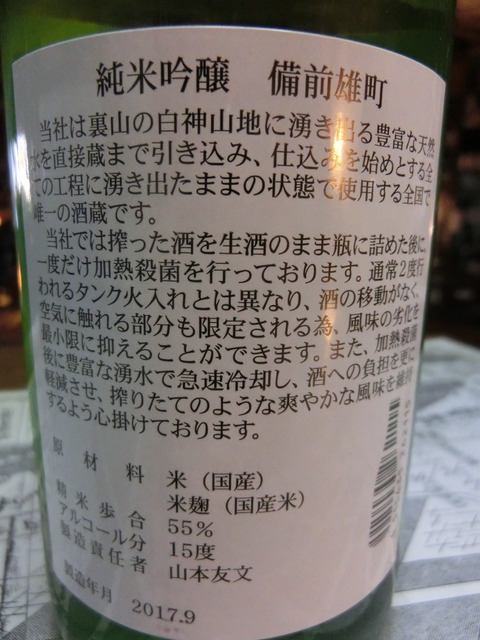 純米吟醸 備前雄町
当社は裏山の白神山地に湧き出る豊富な天然
水を直接蔵まで引き込み、仕込みを始めとする全
ての工程に湧き出たままの状態で使用する全国で
唯一の酒蔵です。
当社では搾った酒を生酒のまま瓶に詰めた後に、
一度だけ加熱殺菌を行っております。通常2度行
われるタンク火入れとは異なり、酒の移動がなく、
空気に触れる部分も限定される為、風味の劣化を
最小限に抑えることができます。また、加熱殺菌
後に豊富な湧水で急速冷却し、酒への負担を更に
軽減させ、搾りたてのような爽やかな風味を維持
するよう心掛けております。
原材料 米（国産）
米麹（国産米）
精米歩合 55%
アルコール分 15度
製造責任者 山本友文
製造年月 2017.9